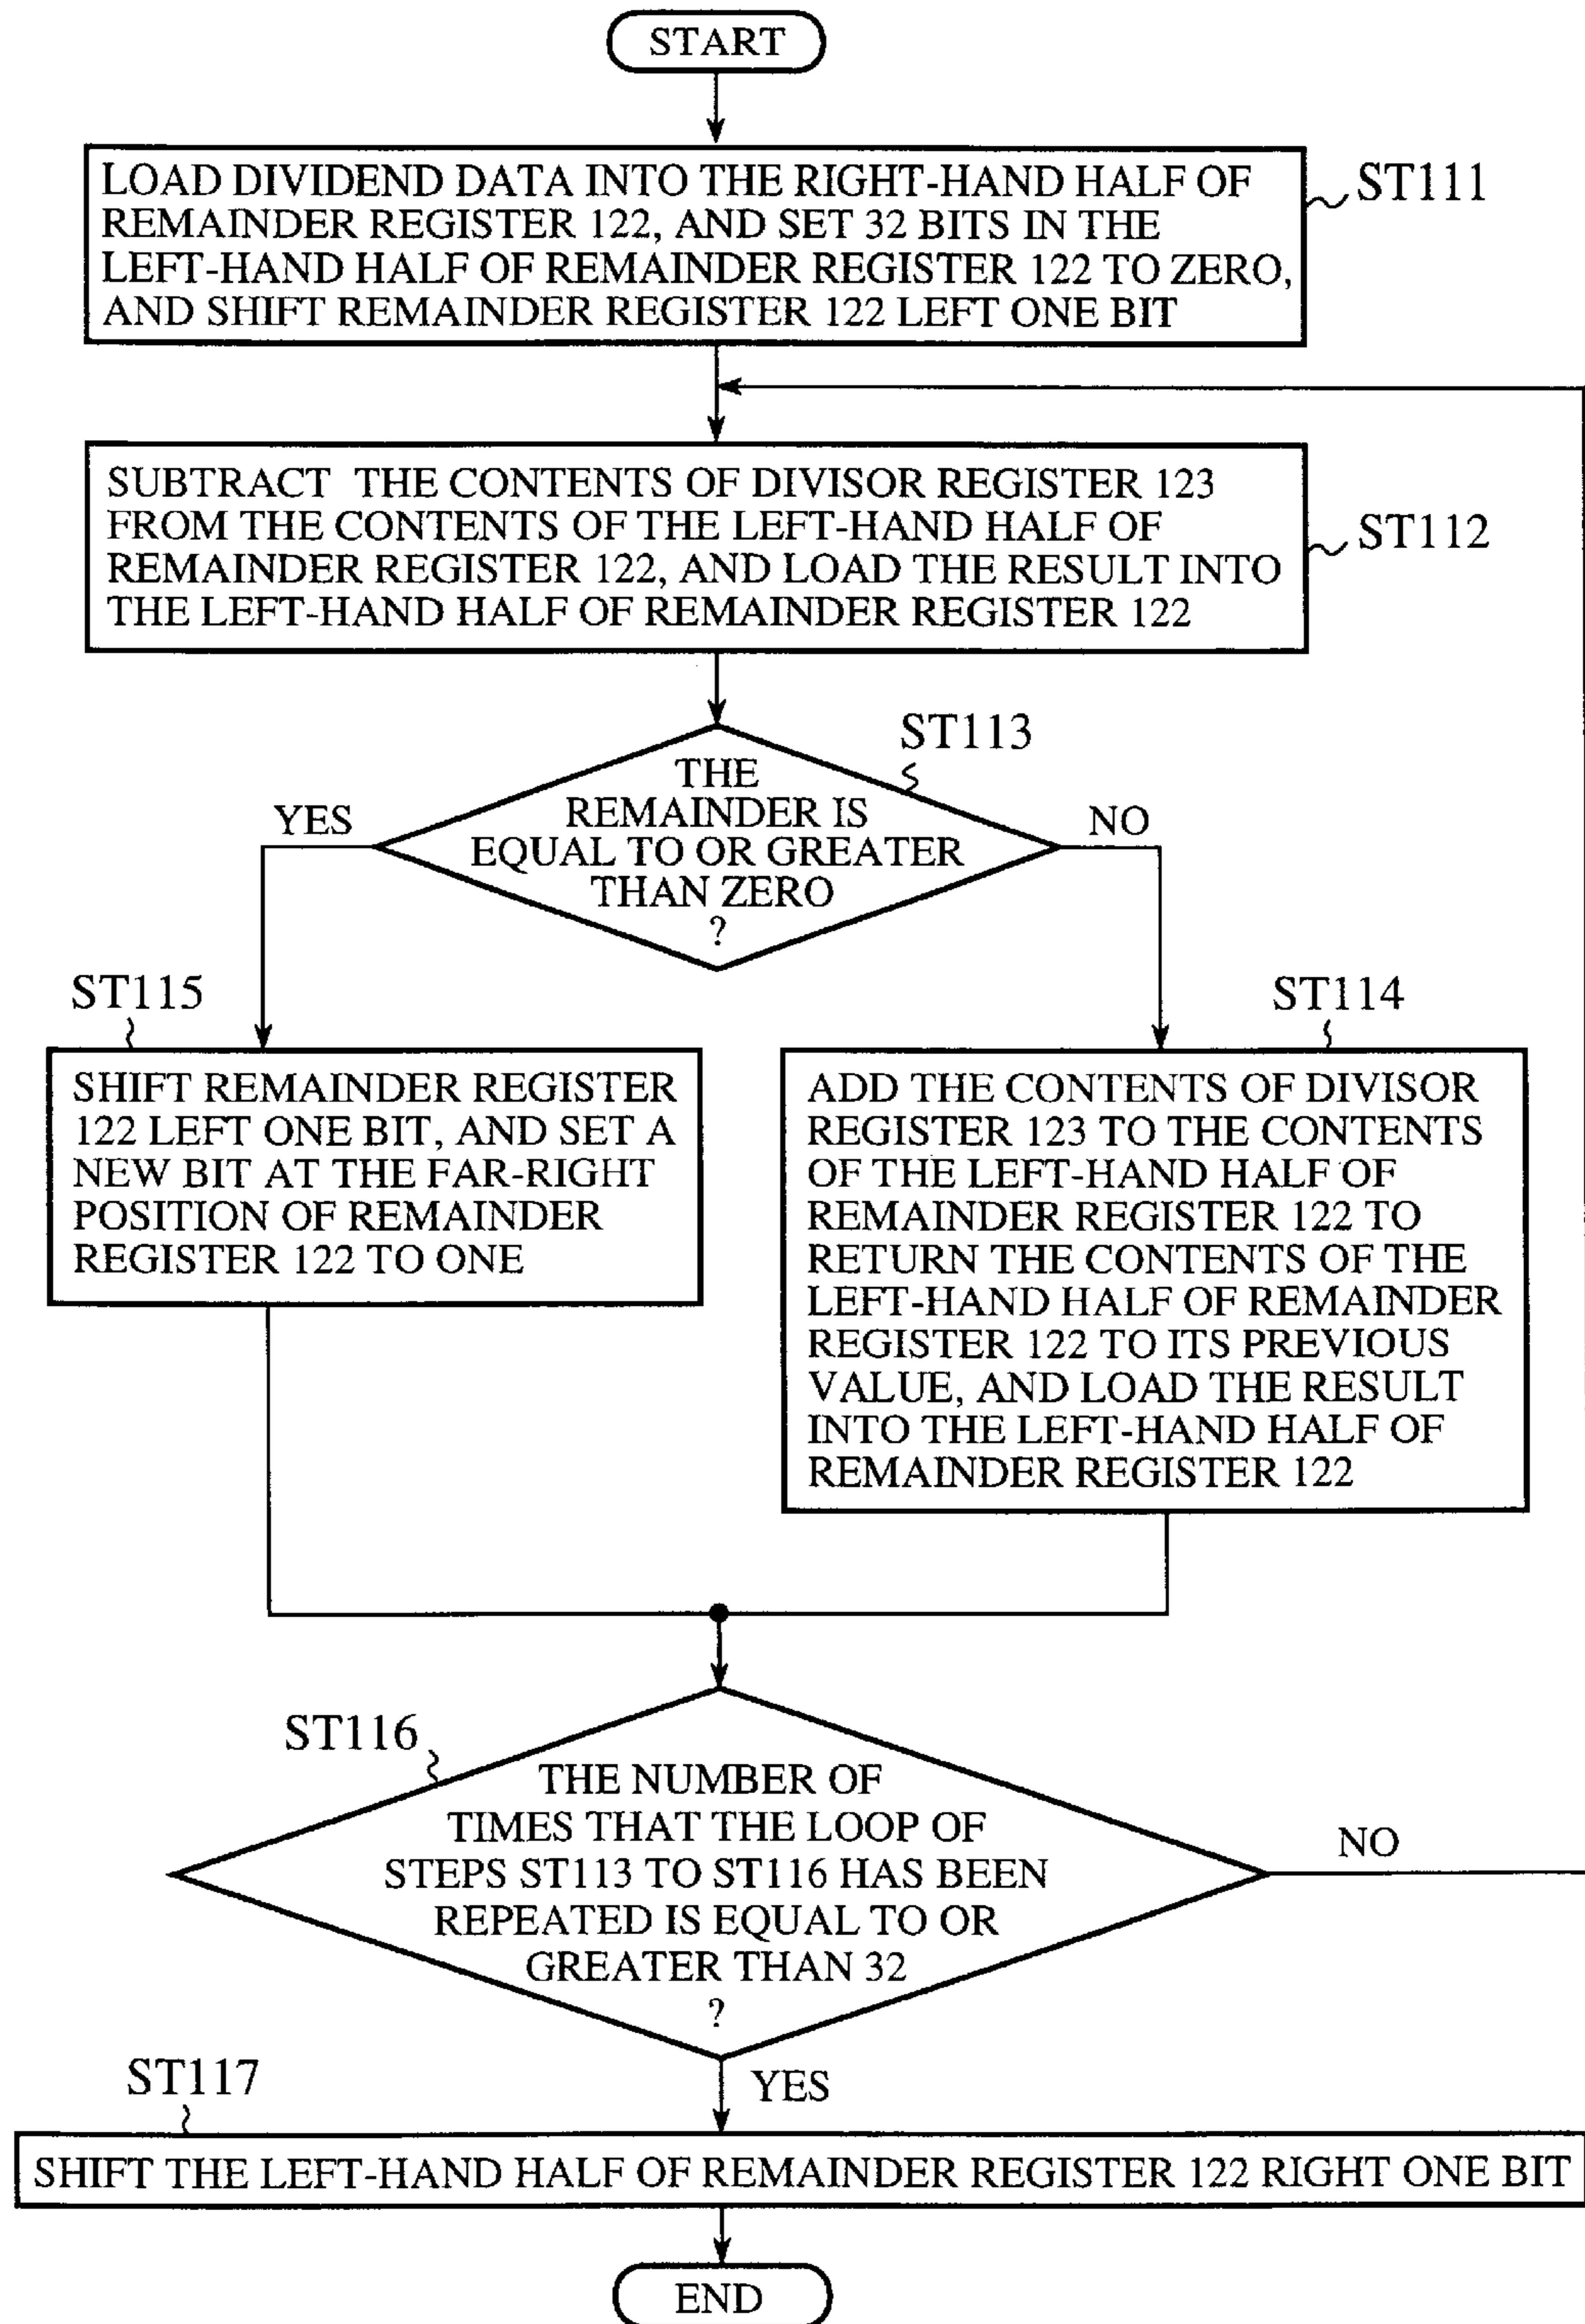 START
LOAD DIVIDEND DATA INTO THE RIGHT-HAND HALF OF
REMAINDER REGISTER 122, AND SET 32 BITS IN THE
LEFT-HAND HALF OF REMAINDER REGISTER 122 TO ZERO,
AND SHIFT REMAINDER REGISTER 122 LEFT ONE BIT
ST111
SUBTRACT THE CONTENTS OF DIVISOR REGISTER 123
FROM THE CONTENTS OF THE LEFT-HAND HALF OF
REMAINDER REGISTER 122, AND LOAD THE RESULT INTO
THE LEFT-HAND HALF OF REMAINDER REGISTER 122
ST112
ST113
THE
REMAINDER IS
EQUAL TO OR GREATER
THAN ZERO
?
YES
NO
ST115
SHIFT REMAINDER REGISTER
122 LEFT ONE BIT, AND SET A
NEW BIT AT THE FAR-RIGHT
POSITION OF REMAINDER
REGISTER 122 TO ONE
ST114
ADD THE CONTENTS OF DIVISOR
REGISTER 123 TO THE CONTENTS
OF THE LEFT-HAND HALF OF
REMAINDER REGISTER 122 TO
RETURN THE CONTENTS OF THE
LEFT-HAND HALF OF REMAINDER
REGISTER 122 TO ITS PREVIOUS
VALUE, AND LOAD THE RESULT
INTO THE LEFT-HAND HALF OF
REMAINDER REGISTER 122
ST116
THE NUMBER OF
TIMES THAT THE LOOP OF
STEPS ST113 TO ST116 HAS BEEN
REPEATED IS EQUAL TO OR
GREATER THAN 32
?
NO
YES
ST117
SHIFT THE LEFT-HAND HALF OF REMAINDER REGISTER 122 RIGHT ONE BIT
END